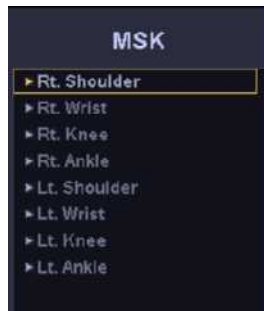 MSK
Rt. Shoulder
Rt. Wrist
Rt. Knee
Rt. Ankle
Lt. Shoulder
Lt. Wrist
Lt. Knee
Lt. Ankle